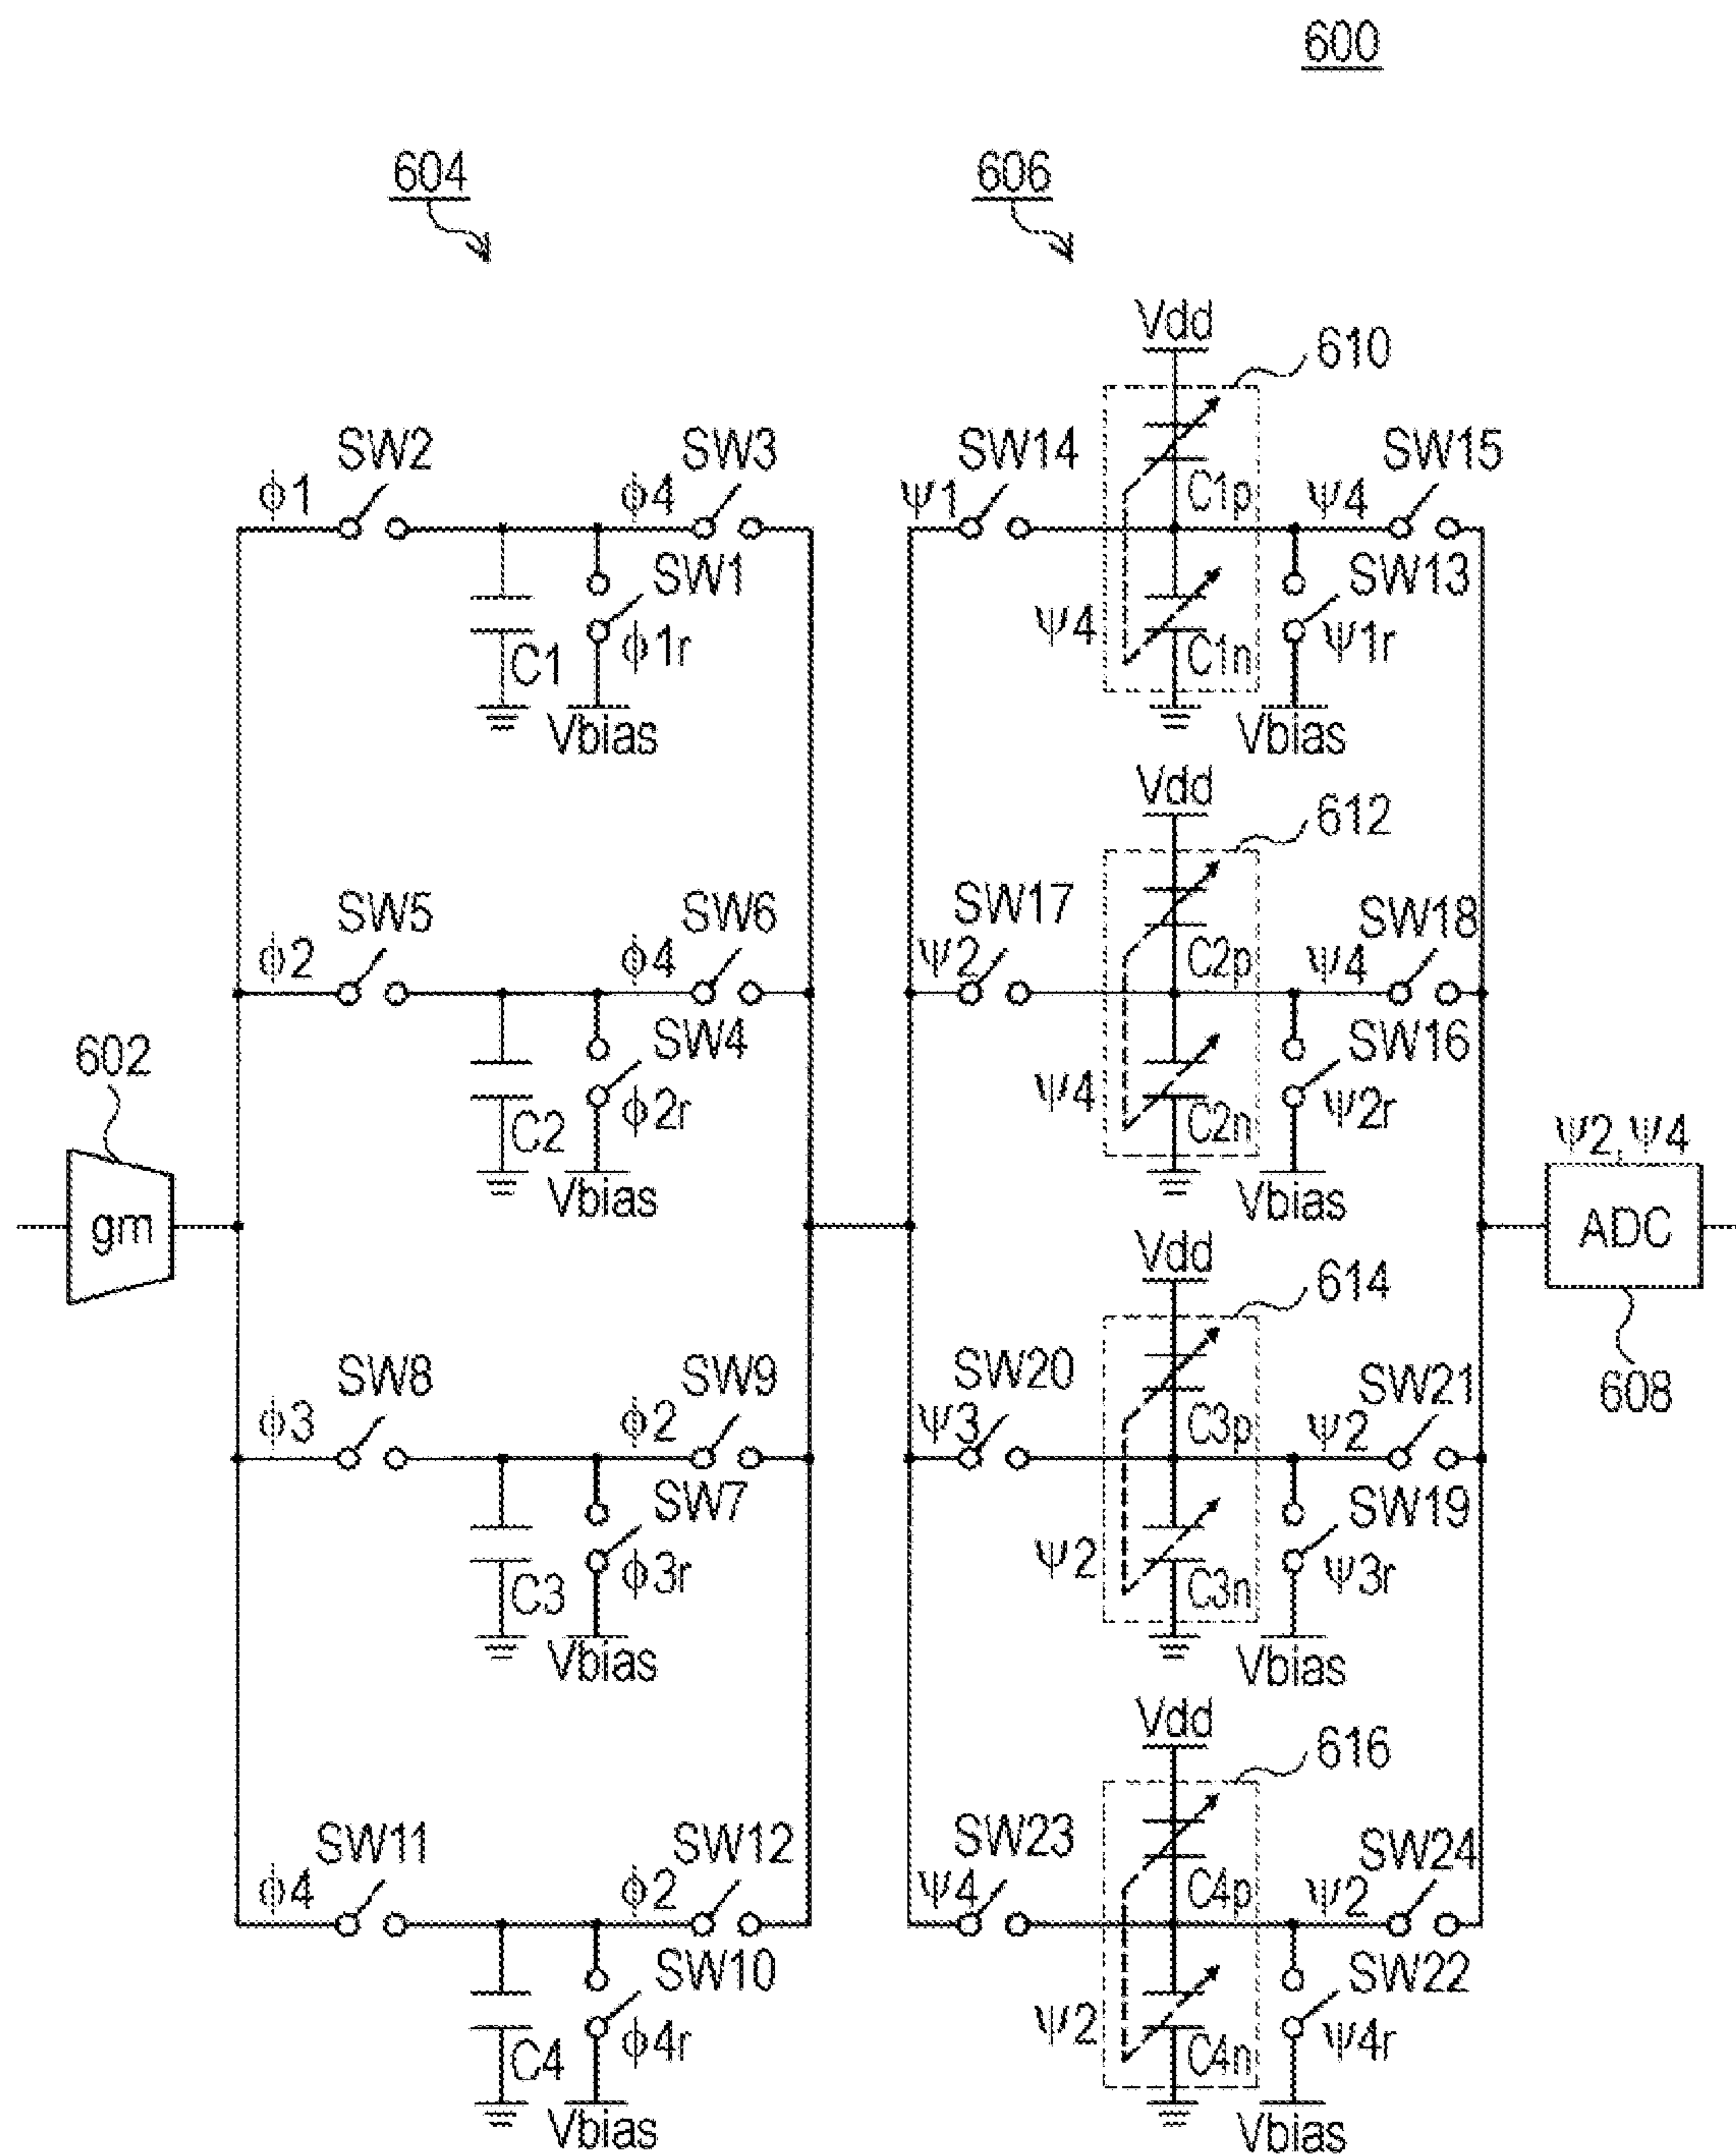 600
604 606
Vdd
610
SW2 SW3 SW14 SW15
ϕ1 ϕ4 ψ1 C1p ψ4
SW1 SW13
ψ4
C1 ϕ1r C1n ψ1r
Vbias Vbias
Vdd
612
SW5 SW6 SW17 SW18
ϕ2 ϕ4 ψ2 C2p ψ4
602 SW4 SW16
ψ4
C2 ϕ2r C2n ψ2r
ψ2, ψ4
Vbias Vbias
gm ADC
Vdd
614
SW8 SW9 SW20 SW21 608
ϕ3 ϕ2 ψ3 C3p ψ2
SW7 SW19
ψ2
C3 ϕ3r C3n ψ3r
Vbias Vbias
Vdd
616
SW11 SW12 SW23 SW24
ϕ4 ϕ2 ψ4 C4p ψ2
SW10 SW22
ψ2
C4 ϕ4r C4n ψ4r
Vbias Vbias